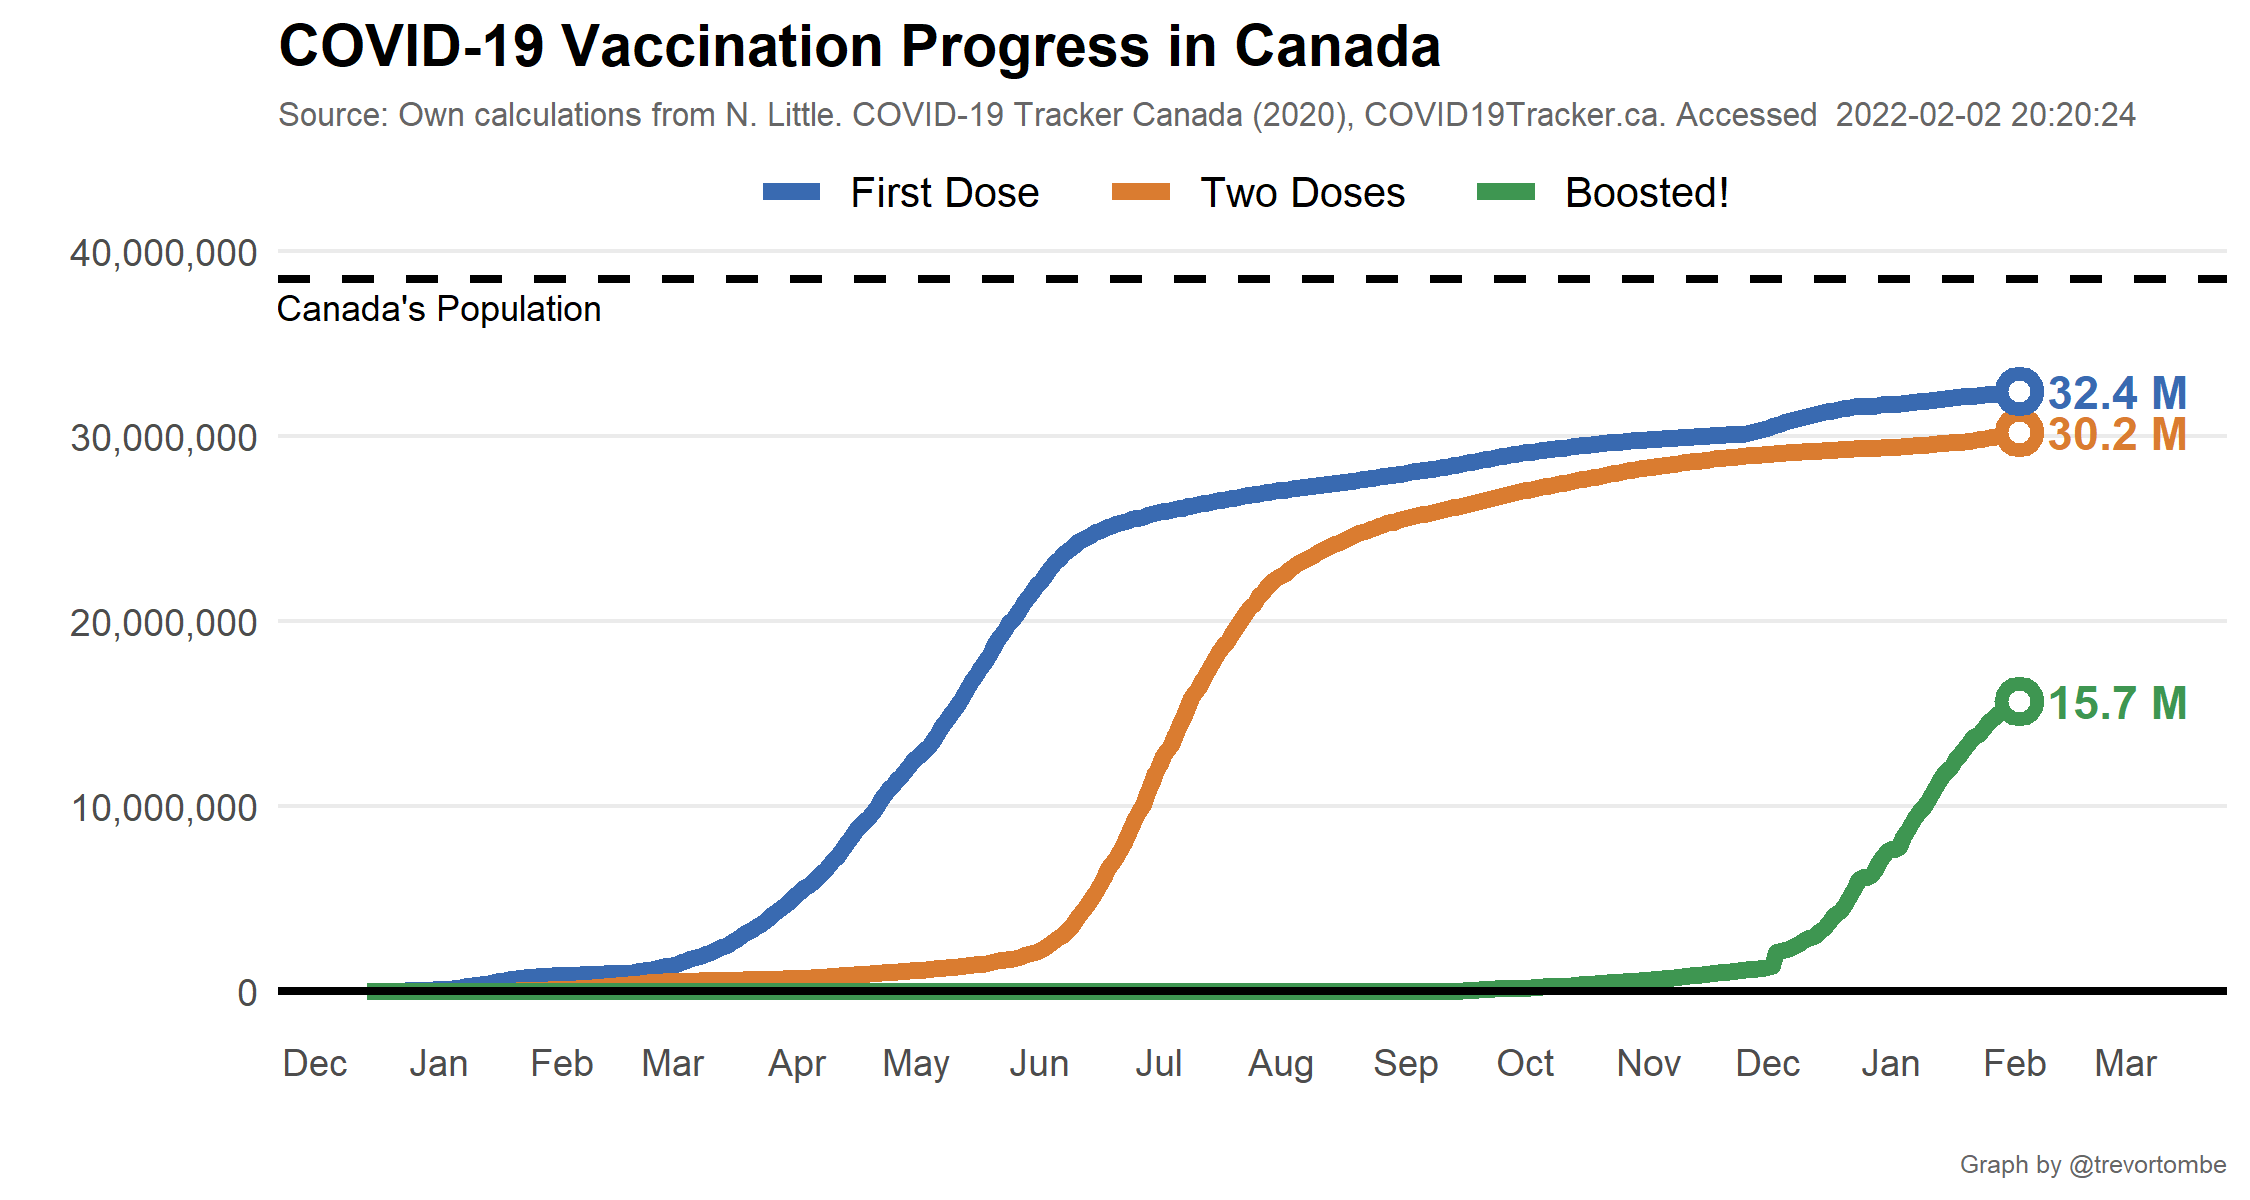 COVID-19 Vaccination Progress in Canada
Source: Own calculations from N. Little. COVID-19 Tracker Canada (2020), COVID19Tracker.ca. Accessed  2022-02-02 20:20:24
First Dose Two Doses Boosted!
40,000,000
Canada's Population
32.4 M
30,000,000
30.2 M
20,000,000
15.7 M
10,000,000
0
Dec Jan Feb Mar Apr May Jun Jul Aug Sep Oct Nov Dec Jan Feb Mar
Graph by @trevortombe